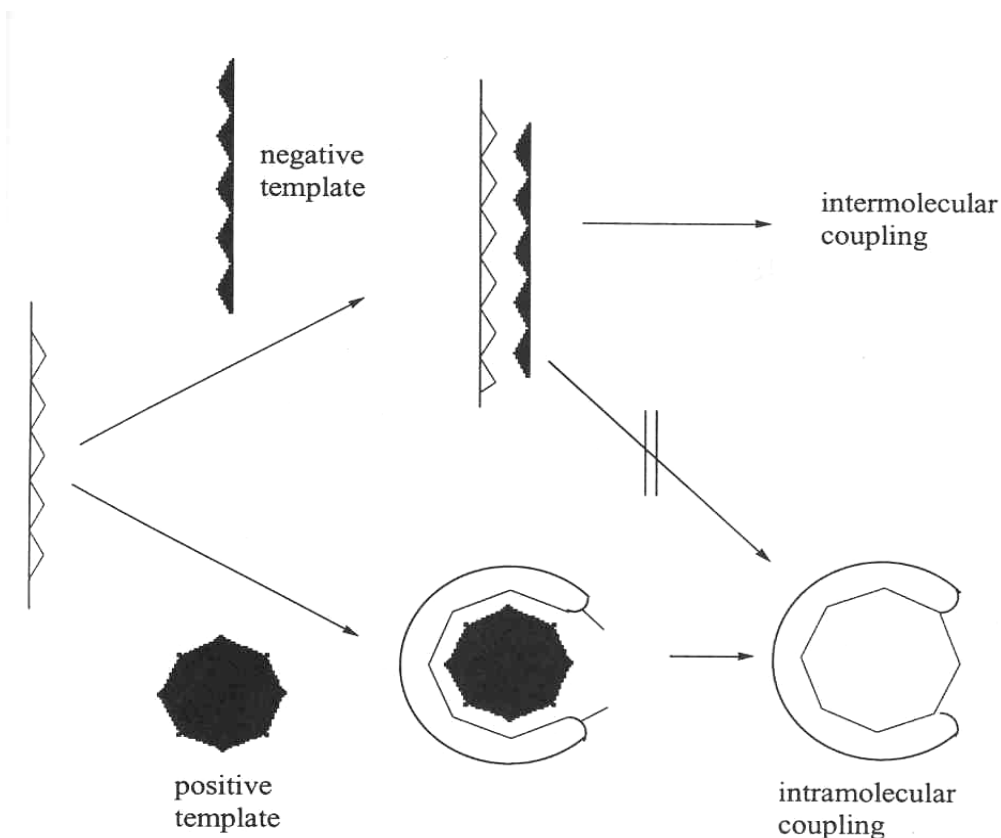 negative
template
intermolecular
coupling
positive
template
intramolecular
coupling